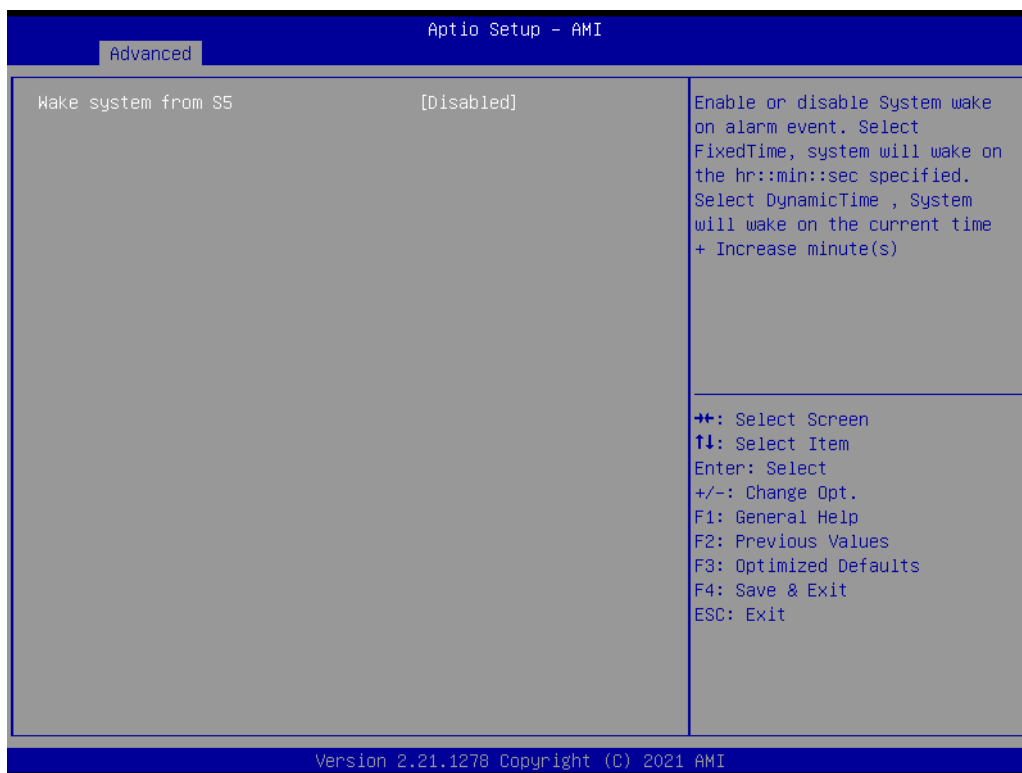 Aptio Setup – AMI
Advanced
Wake system from S5 [Disabled]
Enable or disable System wake
on alarm event. Select
FixedTime, system will wake on
the hr::min::sec specified.
Select DynamicTime , System
will wake on the current time
+ Increase minute(s)
→←: Select Screen
↑↓: Select Item
Enter: Select
+/-: Change Opt.
F1: General Help
F2: Previous Values
F3: Optimized Defaults
F4: Save & Exit
ESC: Exit
Version 2.21.1278 Copyright (C) 2021 AMI